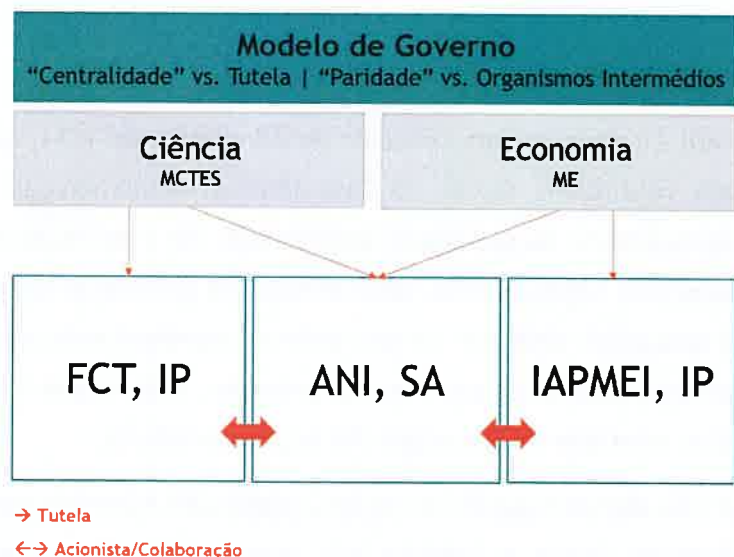 Modelo de Governo
“Centralidade” vs. Tutela | “Paridade” vs. Organismos Intermédios
Ciência
MCTES
Economia
ME
FCT, IP
ANI, SA
IAPMEI, IP
→ Tutela
←→ Acionista/Colaboração